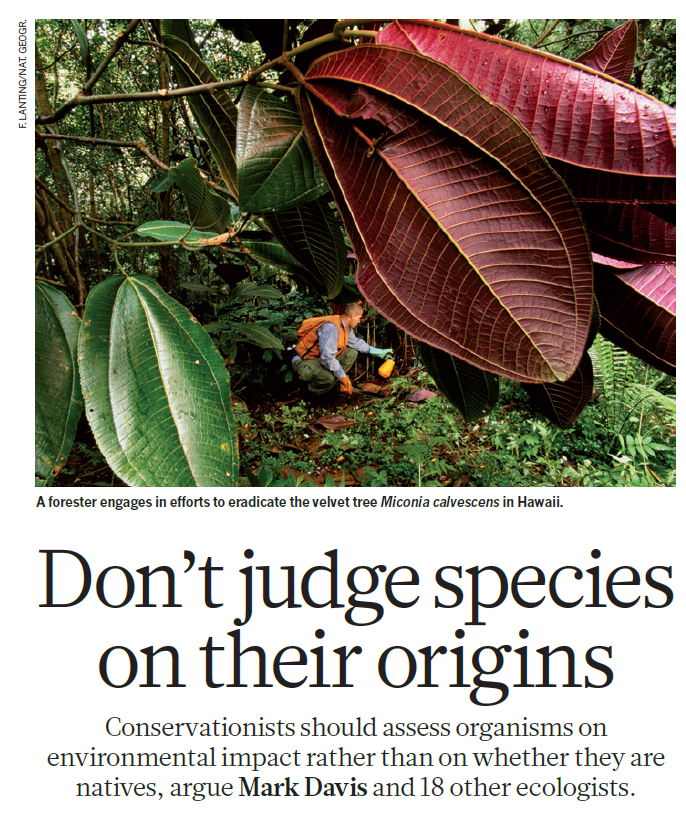 F. LANTING/NAT. GEOGR.
A forester engages in efforts to eradicate the velvet tree Miconia calvescens in Hawaii.
Don’t judge species
on their origins
Conservationists should assess organisms on
environmental impact rather than on whether they are
natives, argue Mark Davis and 18 other ecologists.